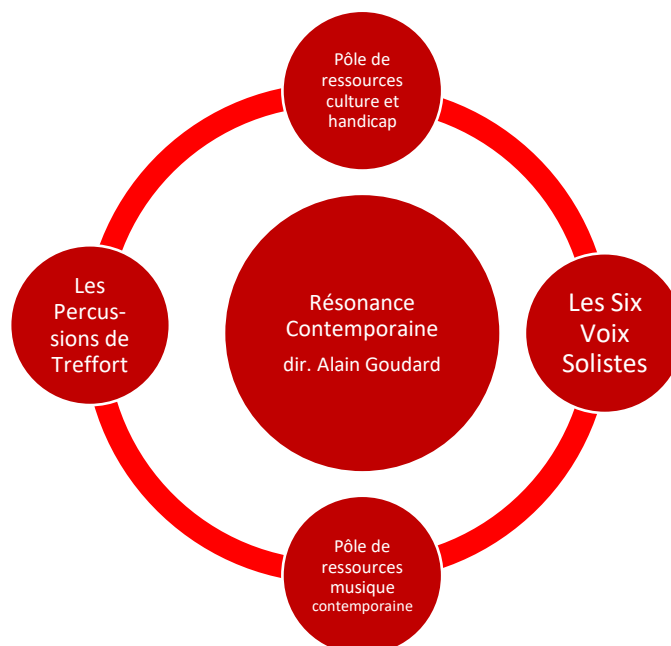 Pôle de
ressources
culture et
handicap
Les
Percus-
sions de
Treffort
Résonance
Contemporaine
dir. Alain Goudard
Les Six
Voix
Solistes
Pôle de
ressources
musique
contemporaine